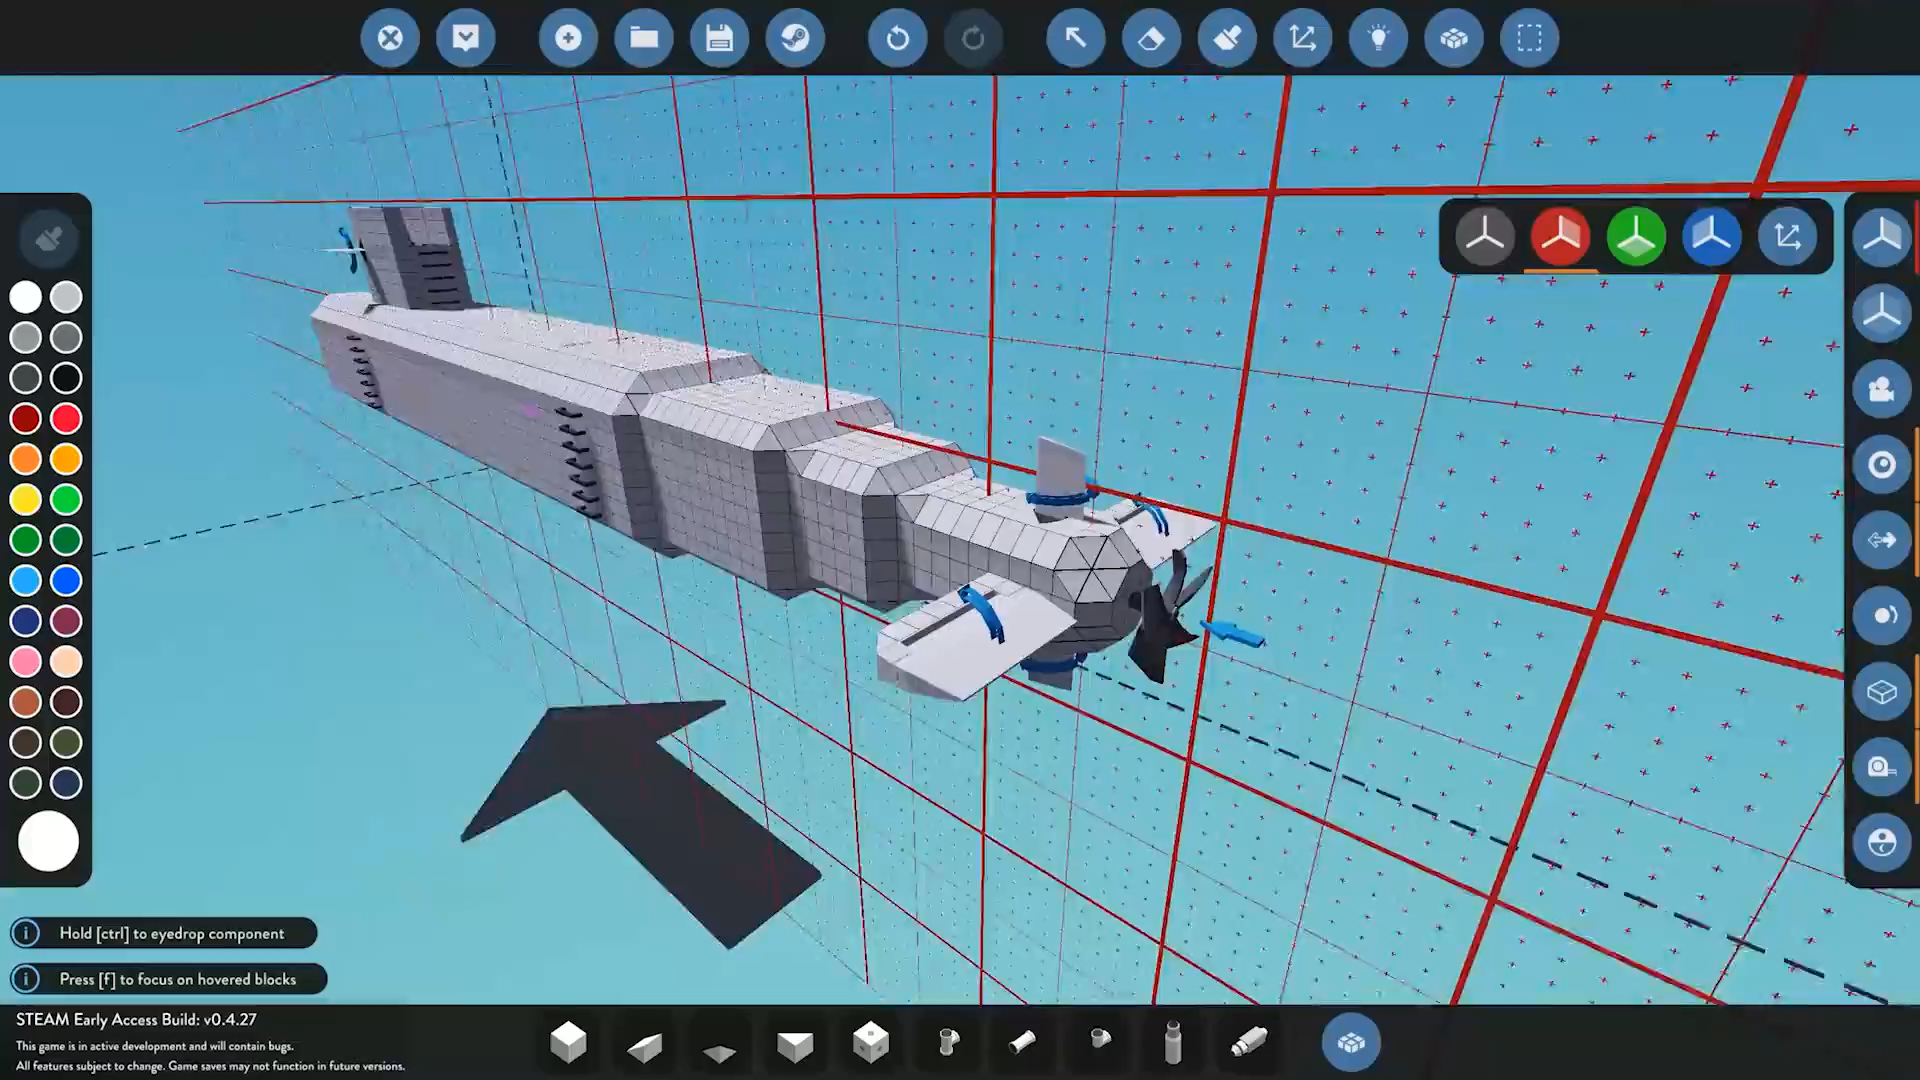 Hold [ctrl] to eyedrop component
Press [f] to focus on hovered blocks
STEAM Early Access Build: v0.4.27
This game is in active development and will contain bugs.
All features subject to change. Game saves may not function in future versions.